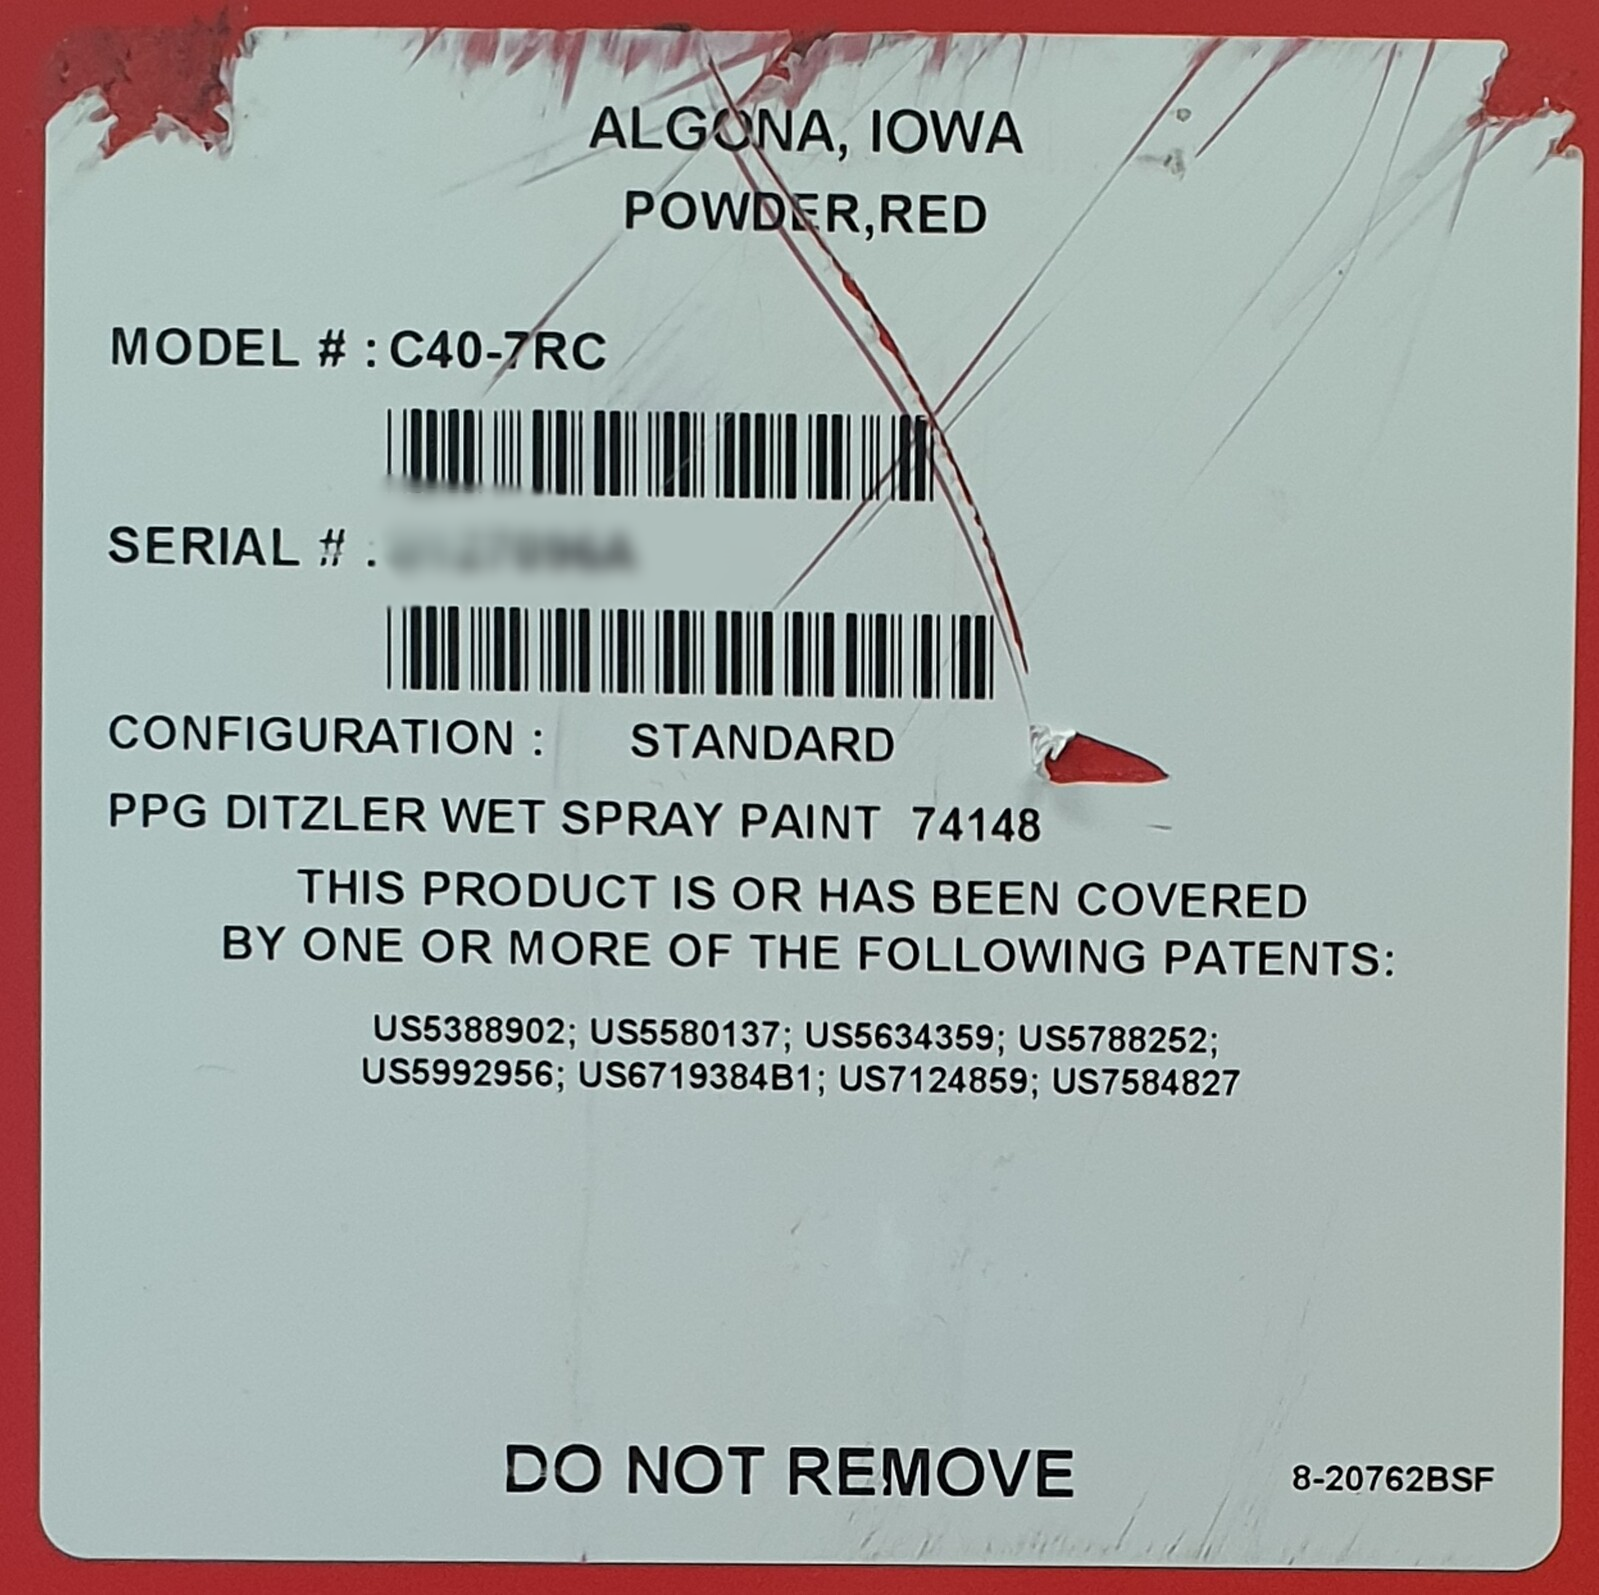 ALGONA, IOWA
POWDER,RED
MODEL # : C40-7RC
SERIAL # :
CONFIGURATION : STANDARD
PPG DITZLER WET SPRAY PAINT 74148
THIS PRODUCT IS OR HAS BEEN COVERED
BY ONE OR MORE OF THE FOLLOWING PATENTS:
US5388902; US5580137; US5634359; US5788252;
US5992956; US6719384B1; US7124859; US7584827
DO NOT REMOVE
8-20762BSF